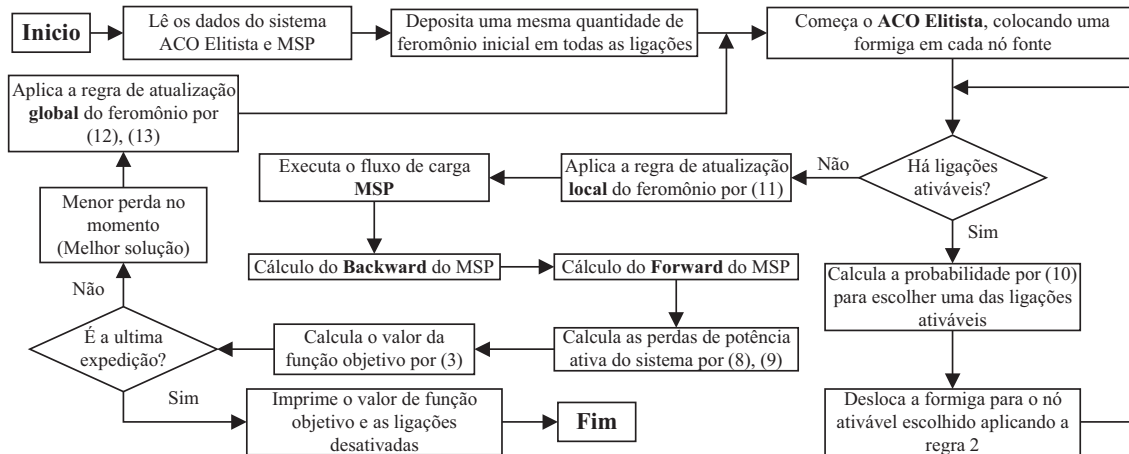 Inicio
Lê os dados do sistema
ACO Elitista e MSP
Deposita uma mesma quantidade de
feromônio inicial em todas as ligações
Começa o ACO Elitista, colocando uma
formiga em cada nó fonte
Aplica a regra de atualização
global do feromônio por
(12), (13)
Executa o fluxo de carga
MSP
Aplica a regra de atualização
local do feromônio por (11)
Não
Há ligações
ativáveis?
Menor perda no
momento
(Melhor solução)
Sim
Cálculo do Backward do MSP
Cálculo do Forward do MSP
Calcula a probabilidade por (10)
para escolher uma das ligações
ativáveis
Não
É a ultima
expedição?
Calcula o valor da
função objetivo por (3)
Calcula as perdas de potência
ativa do sistema por (8), (9)
Sim
Imprime o valor de função
objetivo e as ligações
desativadas
Fim
Desloca a formiga para o nó
ativável escolhido aplicando a
regra 2